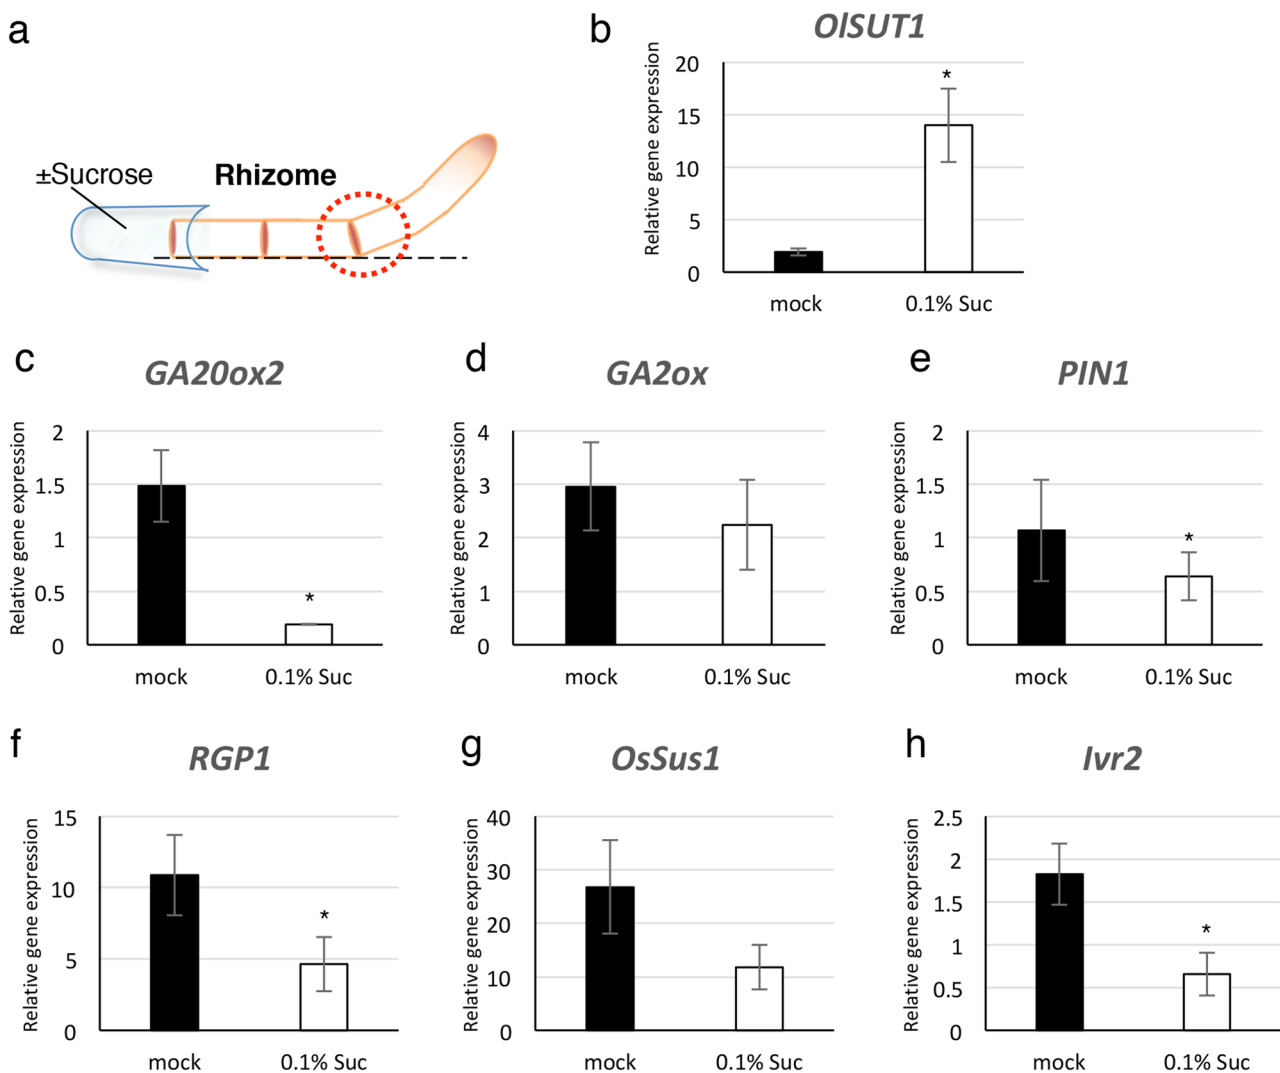 a
±Sucrose
Rhizome
b
OlSUT1
Relative gene expression
20
15
10
5
0
*
mock
0.1% Suc
c
GA20ox2
Relative gene expression
2
1.5
1
0.5
0
*
mock
0.1% Suc
d
GA2ox
Relative gene expression
4
3
2
1
0
mock
0.1% Suc
e
PIN1
Relative gene expression
2
1.5
1
0.5
0
*
mock
0.1% Suc
f
RGP1
Relative gene expression
15
10
5
0
*
mock
0.1% Suc
g
OsSus1
Relative gene expression
40
30
20
10
0
mock
0.1% Suc
h
Ivr2
Relative gene expression
2.5
2
1.5
1
0.5
0
*
mock
0.1% Suc